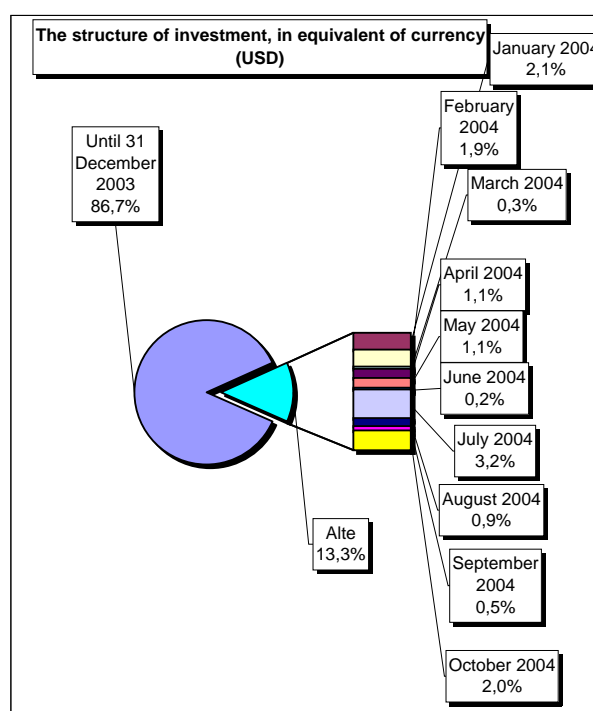 The structure of investment, in equivalent of currency
(USD)
January 2004
2,1%
February
2004
1,9%
Until 31
December
2003
86,7%
March 2004
0,3%
April 2004
1,1%
May 2004
1,1%
June 2004
0,2%
July 2004
3,2%
August 2004
0,9%
Alte
13,3%
September
2004
0,5%
October 2004
2,0%